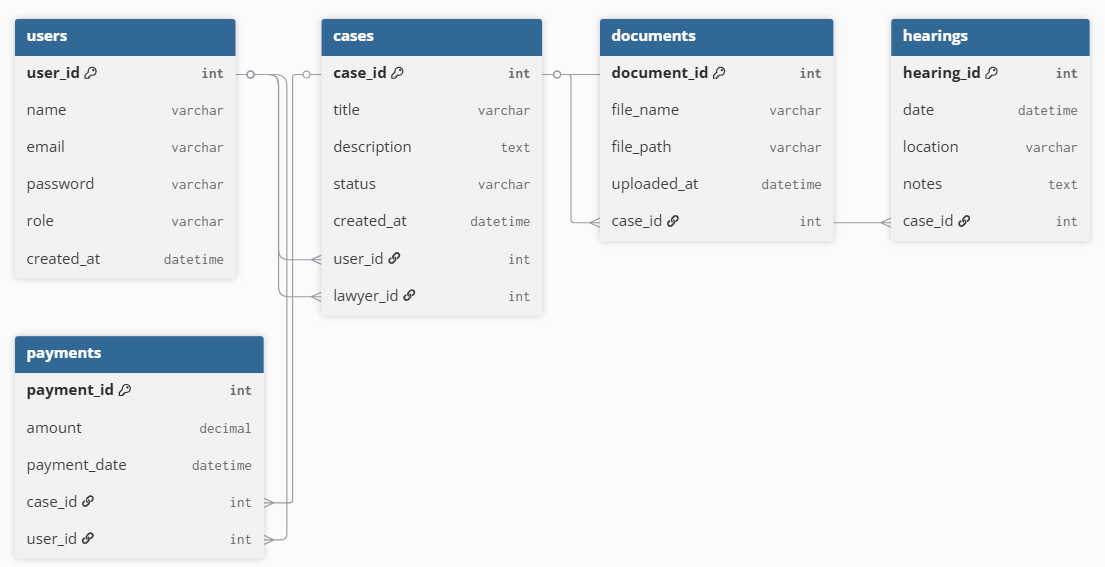 users
user_id int
name varchar
email varchar
password varchar
role varchar
created_at datetime
cases
case_id int
title varchar
description text
status varchar
created_at datetime
user_id int
lawyer_id int
documents
document_id int
file_name varchar
file_path varchar
uploaded_at datetime
case_id int
hearings
hearing_id int
date datetime
location varchar
notes text
case_id int
payments
payment_id int
amount decimal
payment_date datetime
case_id int
user_id int